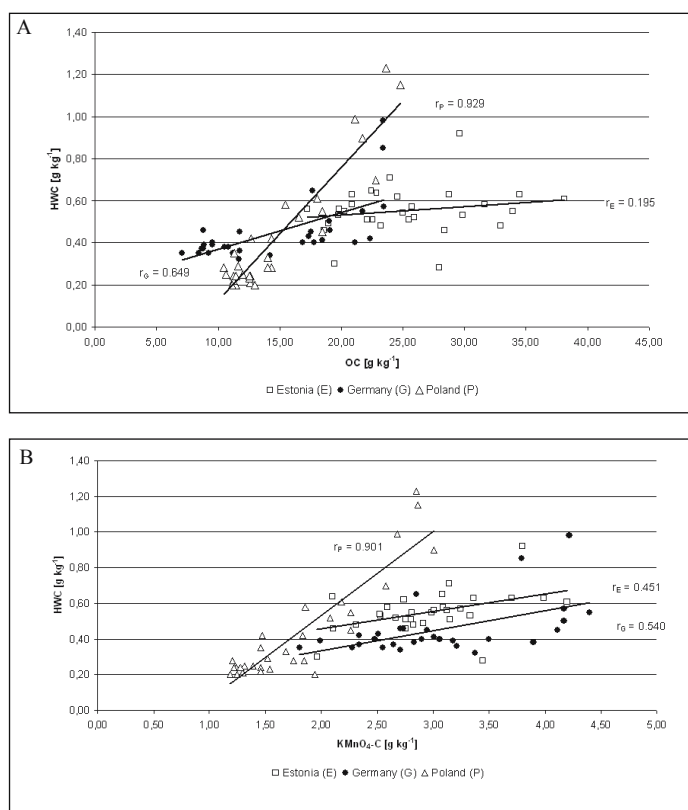 A
1,40
1,20
1,00
0,80
0,60
0,40
0,20
0,00
HWC [g kg-1]
rP = 0.929
rE = 0.195
rG = 0.649
0,00 5,00 10,00 15,00 20,00 25,00 30,00 35,00 40,00 45,00
OC [g kg-1]
□ Estonia (E) ● Germany (G) △ Poland (P)
B
1,40
1,20
1,00
0,80
0,60
0,40
0,20
0,00
HWC [g kg-1]
rP = 0.901
rE = 0.451
rG = 0.540
0,00 0,50 1,00 1,50 2,00 2,50 3,00 3,50 4,00 4,50 5,00
KMnO4-C [g kg-1]
□ Estonia (E) ● Germany (G) △ Poland (P)